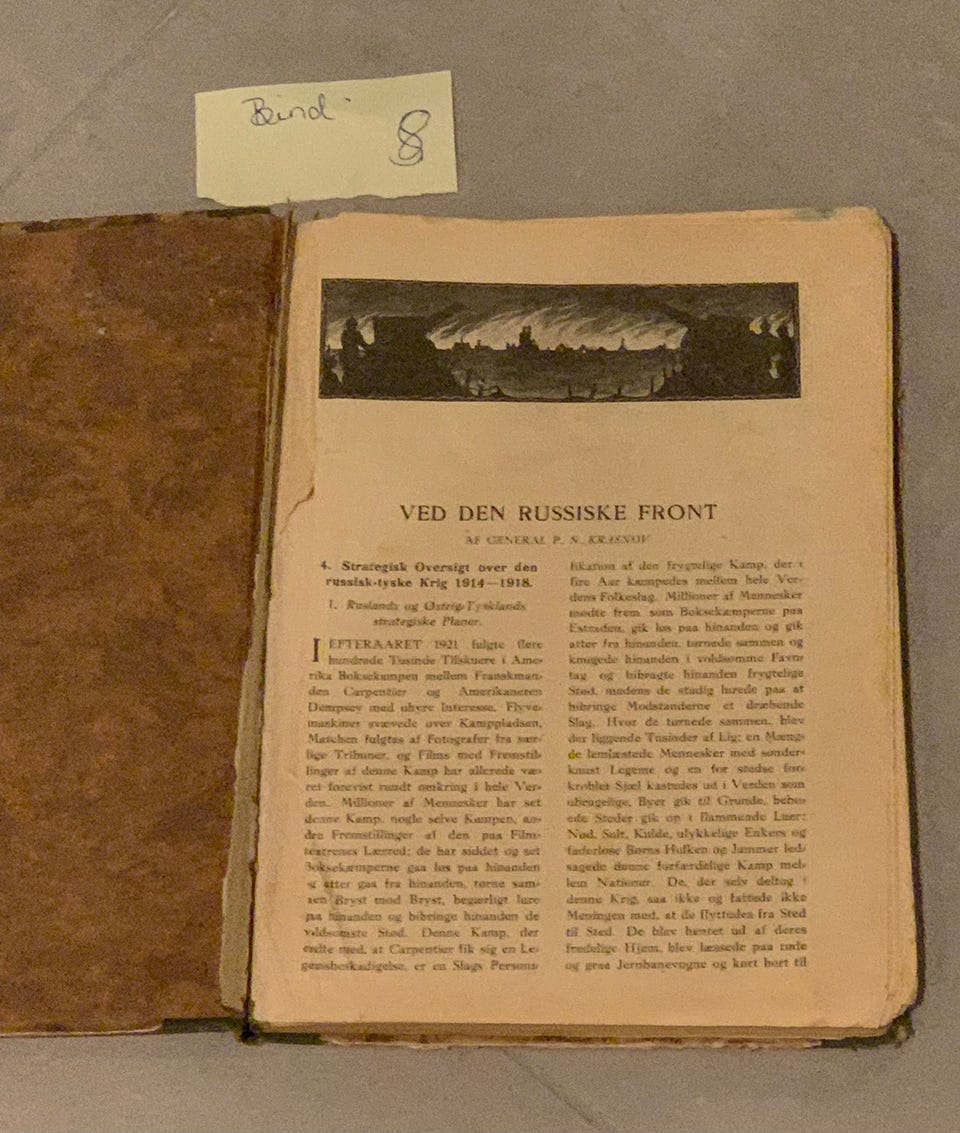 Bind
8
VED DEN RUSSISKE FRONT
AF GENERAL P. N. KRASNOV
4. Strategisk Oversigt over den
russisk-tyske Krig 1914—1918.
1. Ruslands og Østrig-Tysklands
strategiske Planer.
I EFTERAARET 1921 fulgte flere
hundrede Tusinde Tilskuere i Ame-
rika Boksekampen mellem Franskman-
den Carpentier og Amerikaneren
Dempsey med uhyre Interesse. Flyve-
maskiner svævede over Kamppladsen,
Matchen fulgtes af Fotografer fra sær-
lige Tribuner, og Films med Fremstil-
linger af denne Kamp har allerede væ-
ret forevist rundt omkring i hele Ver-
den. Millioner af Mennesker har set
denne Kamp, nogle selve Kampen, an-
dre Fremstillinger af den paa Film-
teatrenes Lærred; de har siddet og set
Boksekæmperne gaa løs paa hinanden
atter gaa fra hinanden, tørne sam-
Bryst mod Bryst, begærligt lure
paa hinanden og bibringe hinanden de
voldsomste Stød. Denne Kamp, der
endte med, at Carpentier fik sig en Le-
gemsbeskadigelse, er en Slags Personi-
fikation af den frygtelige Kamp, der i
fire Aar kæmpedes mellem hele Ver-
dens Folkeslag. Millioner af Mennesker
mødte frem som Boksekæmperne paa
Estraden, gik løs paa hinanden og gik
atter fra hinanden, tørnede sammen og
knugede hinanden i voldsomme Favn-
tag og bibragte hinanden frygtelige
Stød, medens de stadig lurede paa at
bibringe Modstanderne et dræbende
Slag. Hvor de tørnede sammen, blev
der liggende Tusinder af Lig; en Mæng-
de lemlæstede Mennesker med sønder-
knust Legeme og en for stedse for-
krøblet Sjæl kastedes ud i Verden som
ubrugelige, Byer gik til Grunde, bebo-
ede Steder gik op i flammende Luer;
Nød, Sult, Kulde, ulykkelige Enkers og
faderløse Børns Hulken og Jammer led-
sagede denne forfærdelige Kamp mel-
lem Nationer. De, der selv deltog i
denne Krig, saa ikke og fattede ikke
Meningen med, at de flyttedes fra Sted
til Sted. De blev hentet ud af deres
fredelige Hjem, blev læssede paa røde
og graa Jernbanevogne og kørt bort til